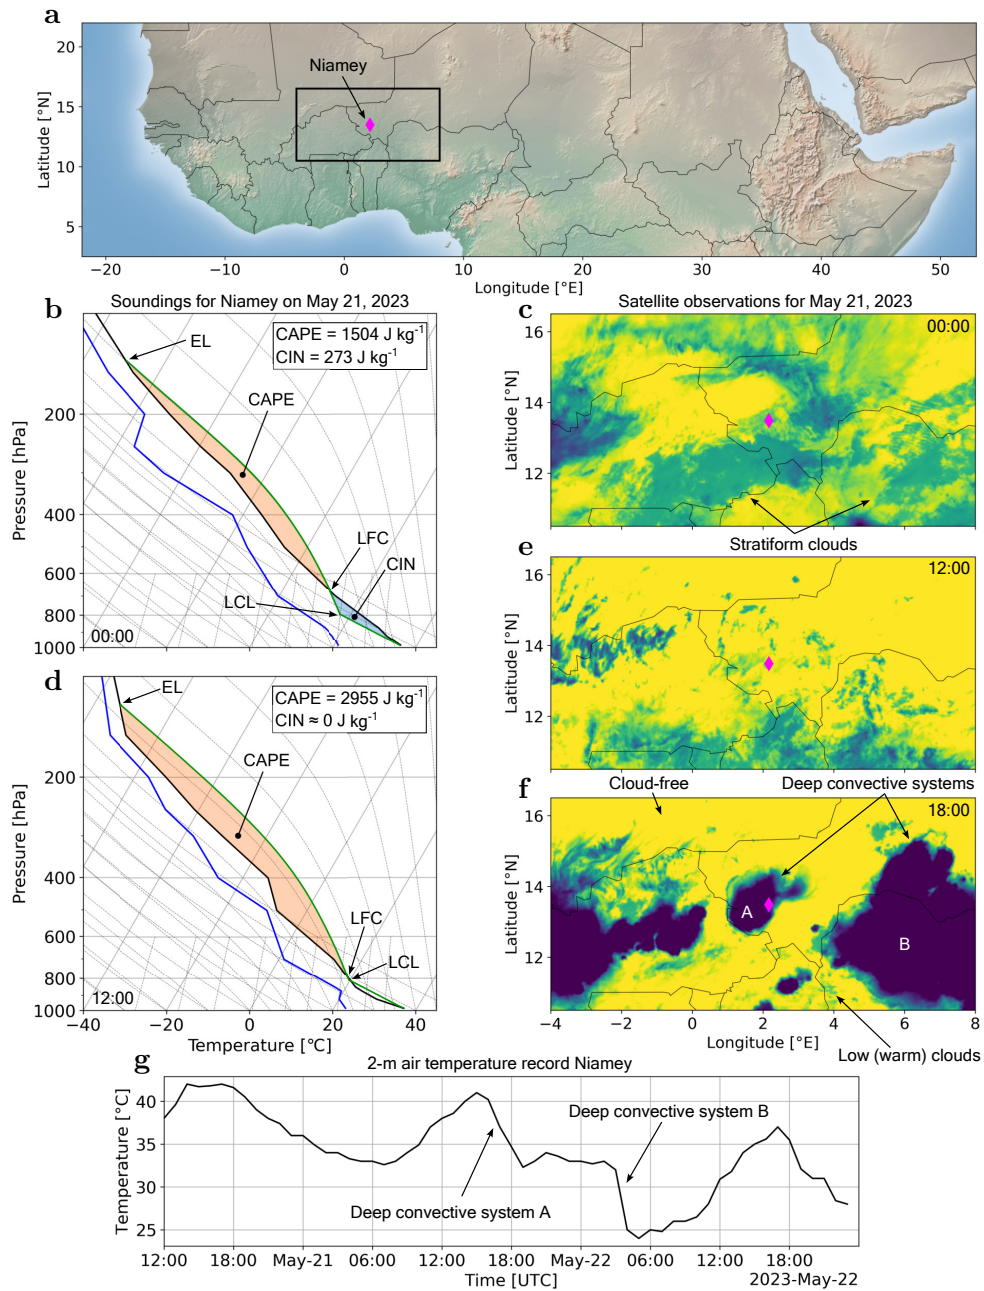 a
20
15
10
5
Latitude [°N]
Niamey
−20
−10
0
10
20
30
40
50
Longitude [°E]
b
Soundings for Niamey on May 21, 2023
CAPE = 1504 J kg-1
CIN = 273 J kg-1
EL
CAPE
LFC
CIN
LCL
00:00
200
400
600
800
1000
Pressure [hPa]
c
Satellite observations for May 21, 2023
00:00
16
14
12
Latitude [°N]
Stratiform clouds
d
CAPE = 2955 J kg-1
CIN ≈ 0 J kg-1
EL
CAPE
LFC
LCL
12:00
200
400
600
800
1000
Pressure [hPa]
−40
−20
0
20
40
Temperature [°C]
e
12:00
16
14
12
Latitude [°N]
f
Cloud-free
Deep convective systems
18:00
A
B
16
14
12
Latitude [°N]
−4
−2
0
2
4
6
8
Longitude [°E]
Low (warm) clouds
g
2-m air temperature record Niamey
40
35
30
25
Temperature [°C]
Deep convective system A
Deep convective system B
12:00
18:00
May-21
06:00
12:00
18:00
May-22
06:00
12:00
18:00
Time [UTC]
2023-May-22